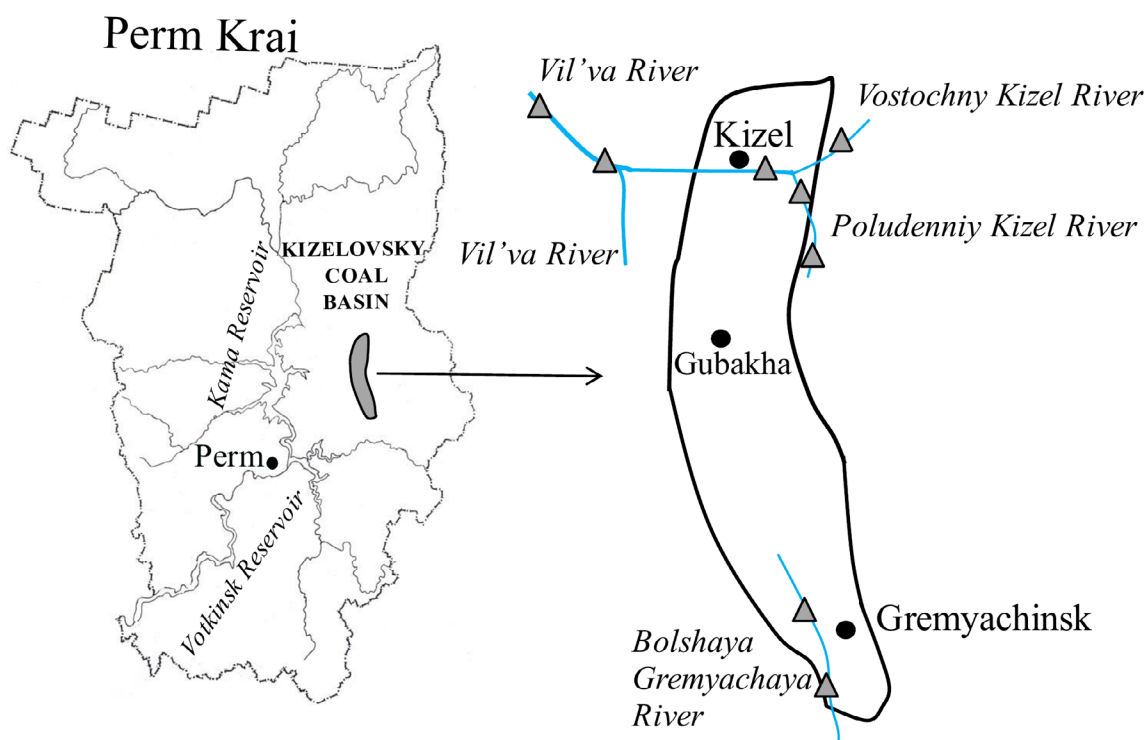 Perm Krai
Kama Reservoir
KIZELOVSKY
COAL
BASIN
Perm
Votkinsk Reservoir
Vil’va River
Vostochny Kizel River
Kizel
Poludenniy Kizel River
Vil’va River
Gubakha
Gremyachinsk
Bolshaya
Gremyachaya
River